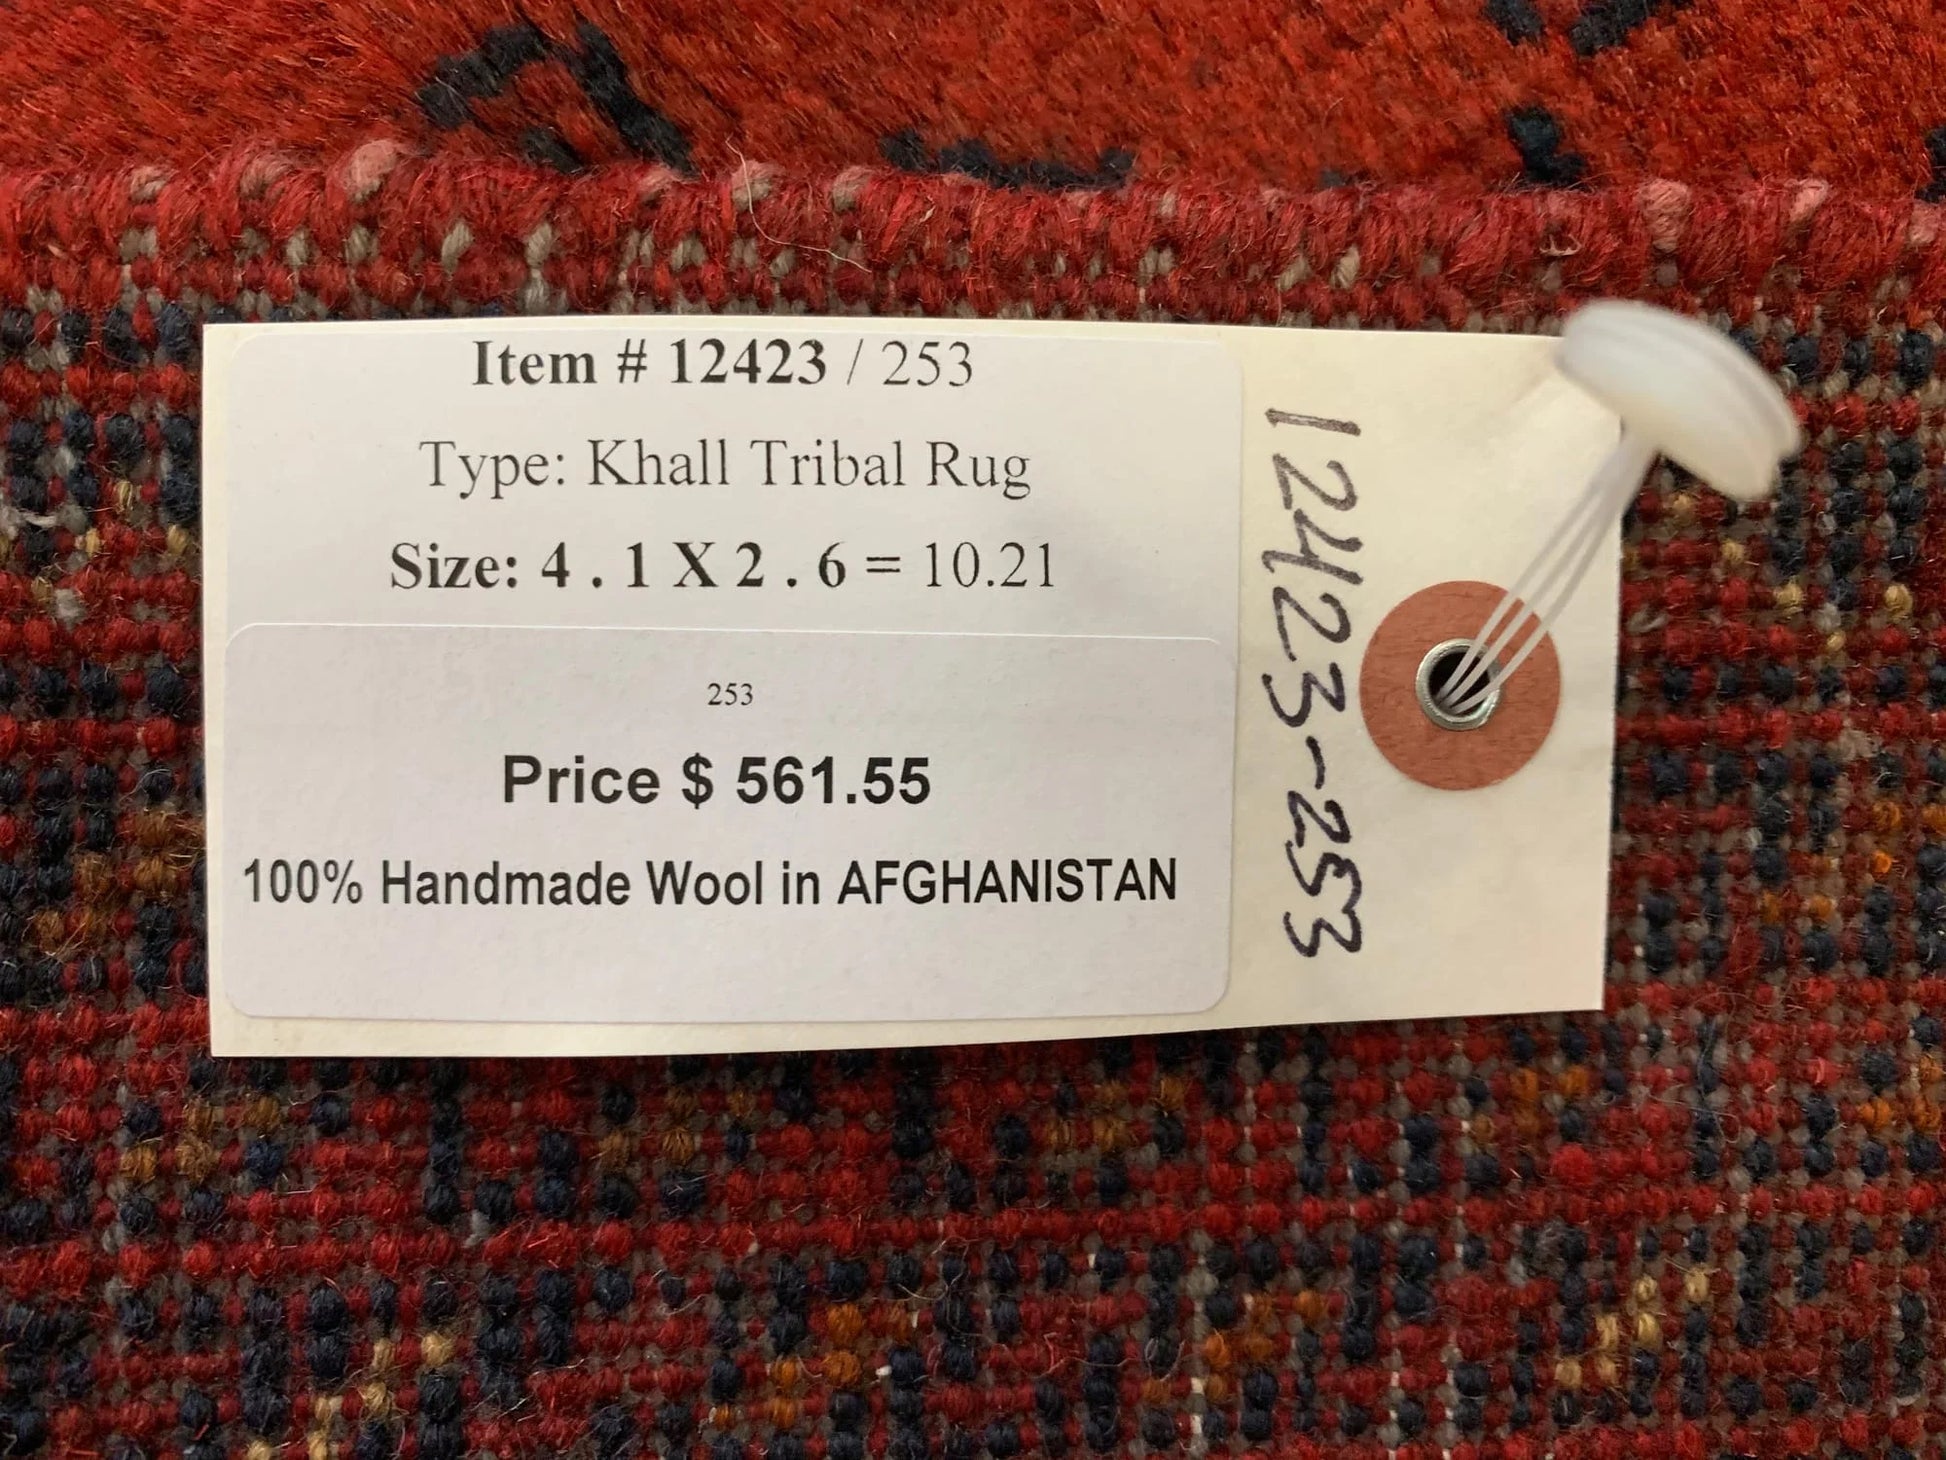 Item # 12423 / 253
Type: Khall Tribal Rug
Size: 4 . 1 X 2 . 6 = 10.21
253
Price $ 561.55
100% Handmade Wool in AFGHANISTAN
12423-253